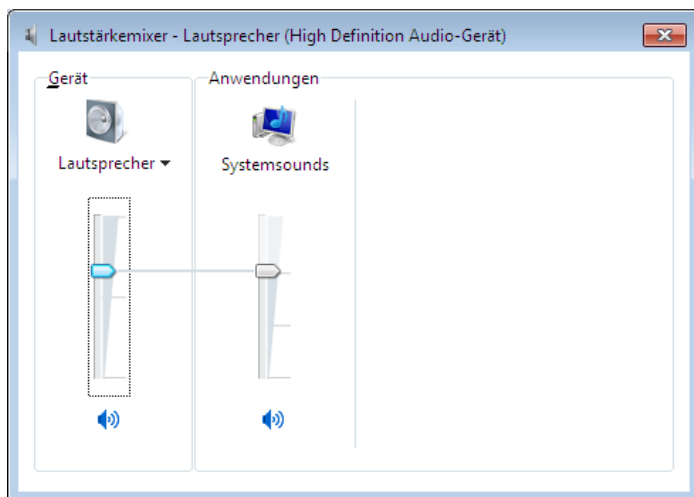 Lautstärkemixer - Lautsprecher (High Definition Audio-Gerät)
Gerät
Anwendungen
Lautsprecher
Systemsounds